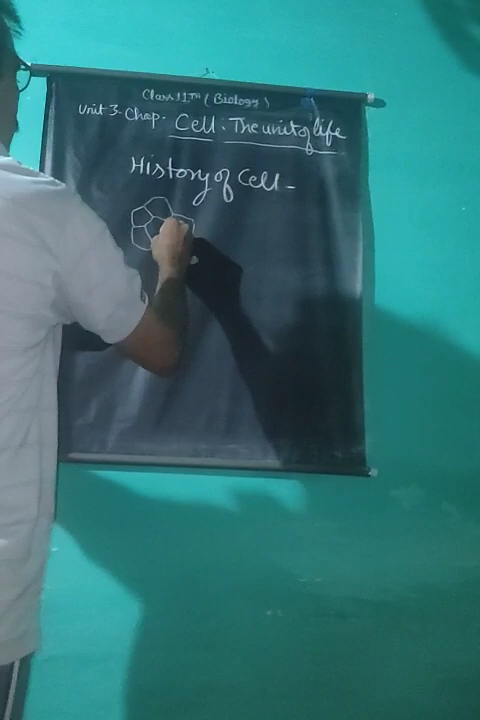 Class 11TH (Biology)
Unit 3- Chap. Cell. The unit of life
History of Cell -